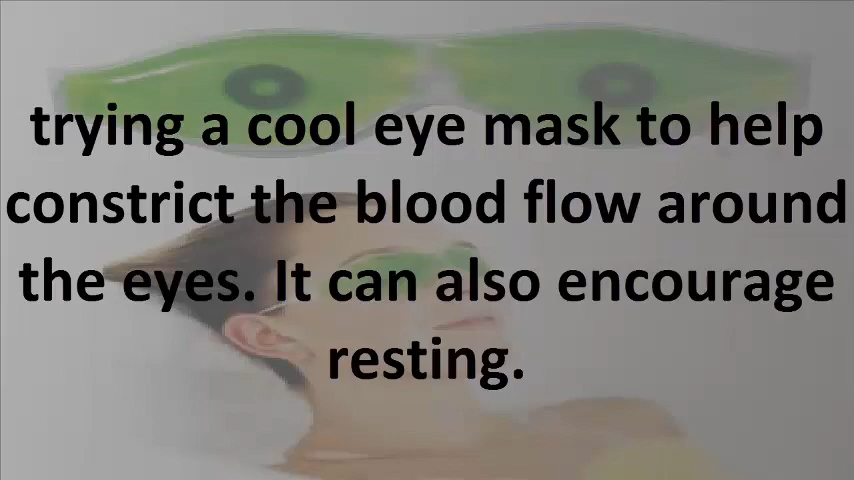 trying a cool eye mask to help
constrict the blood flow around
the eyes. It can also encourage
resting.